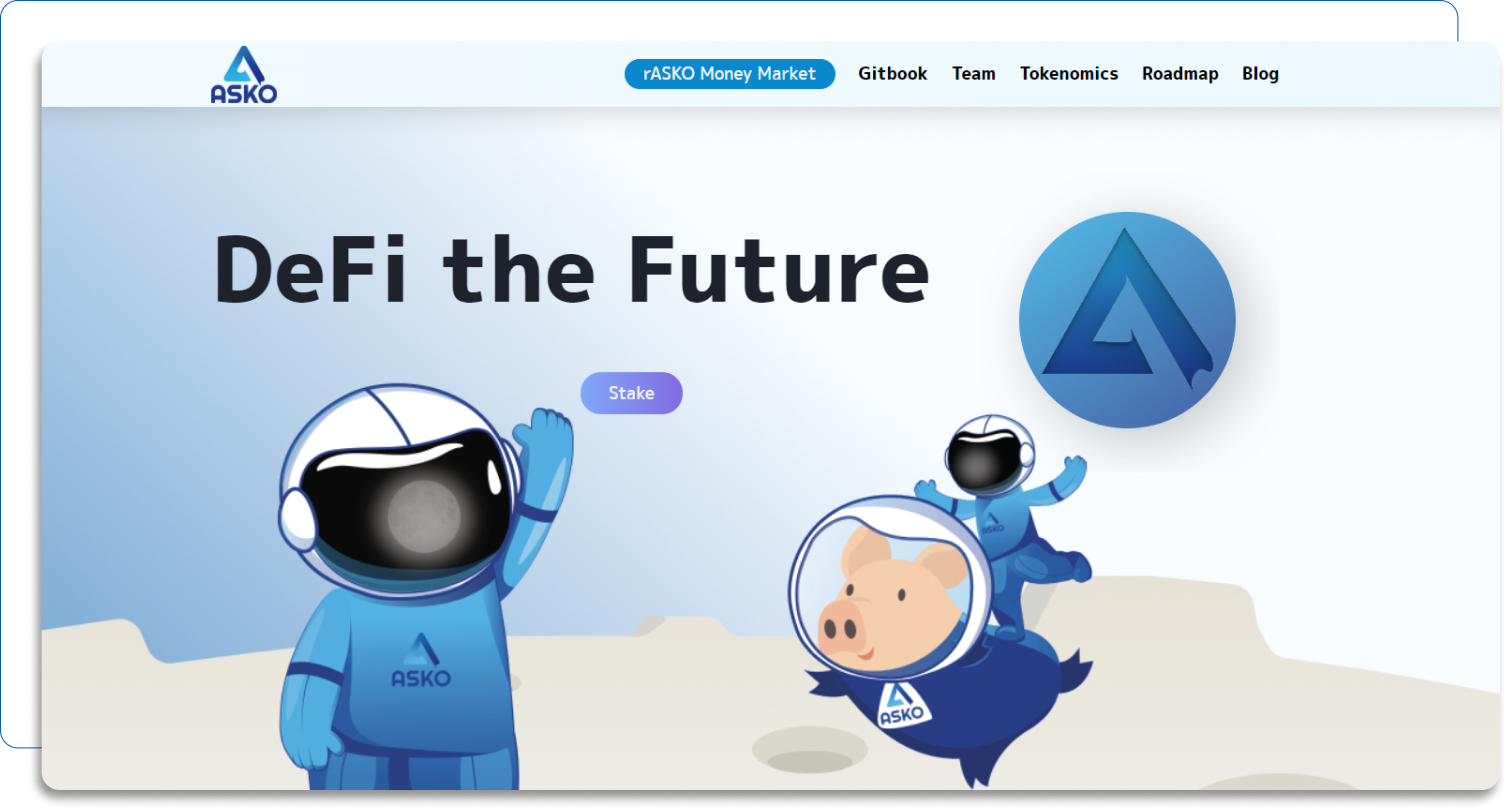 ASKO
rASKO Money Market Gitbook Team Tokenomics Roadmap Blog
DeFi the Future
Stake
ASKO
ASKO
ASKO